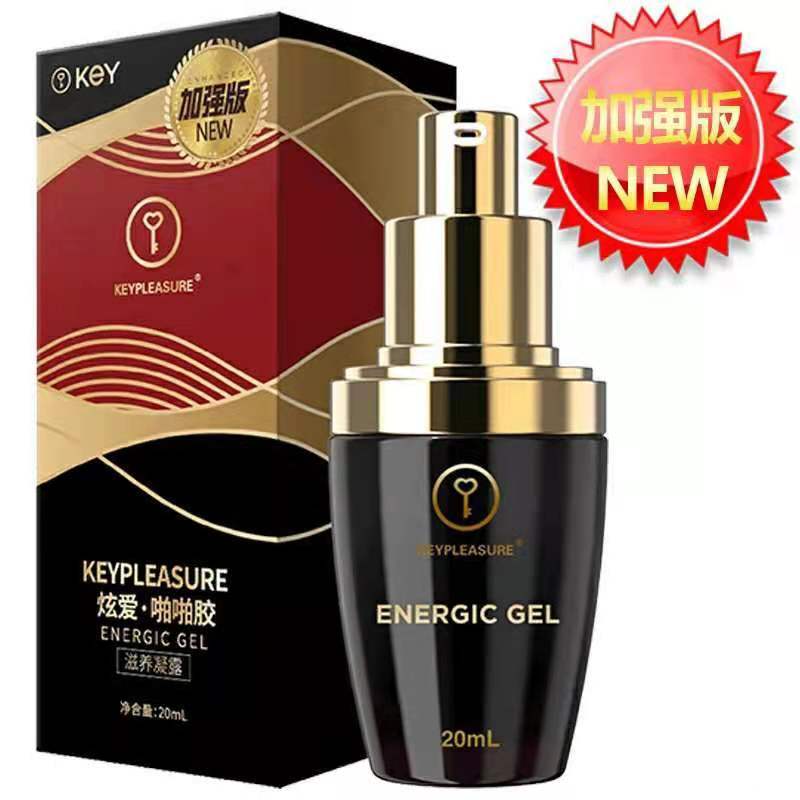 KEY
ENHANCED
加强版
NEW
KEYPLEASURE®
KEYPLEASURE
炫爱·啪啪胶
ENERGIC GEL
滋养凝露
净含量:20mL
KEYPLEASURE®
ENERGIC GEL
20mL
加强版
NEW